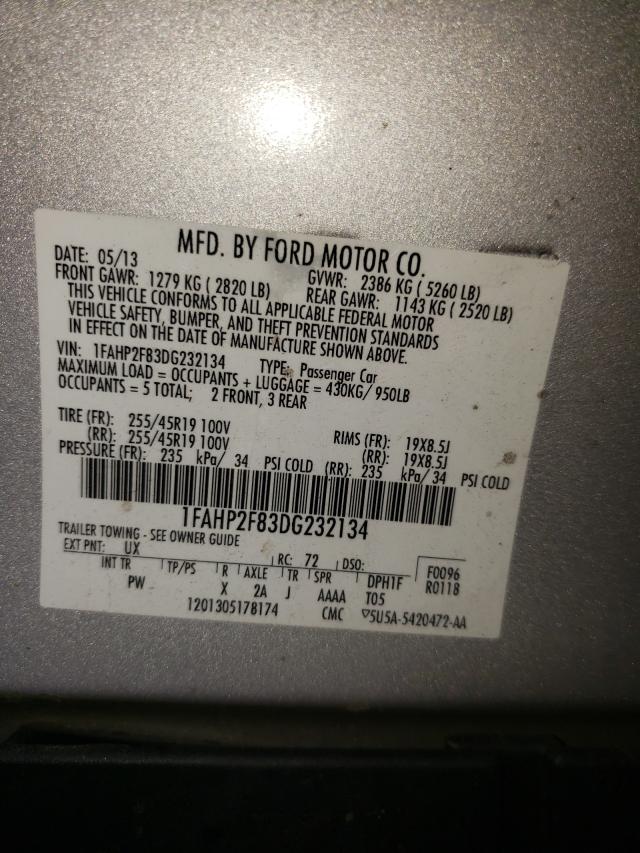 MFD. BY FORD MOTOR CO.
DATE: 05/13 GVWR: 2386 KG ( 5260 LB)
FRONT GAWR: 1279 KG ( 2820 LB) REAR GAWR: 1143 KG ( 2520 LB)
THIS VEHICLE CONFORMS TO ALL APPLICABLE FEDERAL MOTOR
VEHICLE SAFETY, BUMPER, AND THEFT PREVENTION STANDARDS
IN EFFECT ON THE DATE OF MANUFACTURE SHOWN ABOVE.
VIN: 1FAHP2F83DG232134 TYPE: Passenger Car
MAXIMUM LOAD = OCCUPANTS + LUGGAGE = 430KG/ 950LB
OCCUPANTS = 5 TOTAL; 2 FRONT, 3 REAR
TIRE (FR): 255/45R19 100V RIMS (FR): 19X8.5J
(RR): 255/45R19 100V (RR): 19X8.5J
PRESSURE (FR): 235 kPa/ 34 PSI COLD (RR): 235 kPa/ 34 PSI COLD
1FAHP2F83DG232134
TRAILER TOWING - SEE OWNER GUIDE
EXT PNT: UX RC: 72 DSO: F0096
INT TR TP/PS R AXLE TR SPR DPH1F R0118
PW X 2A J AAAA T05
1201305178174 CMC ▽5U5A-5420472-AA